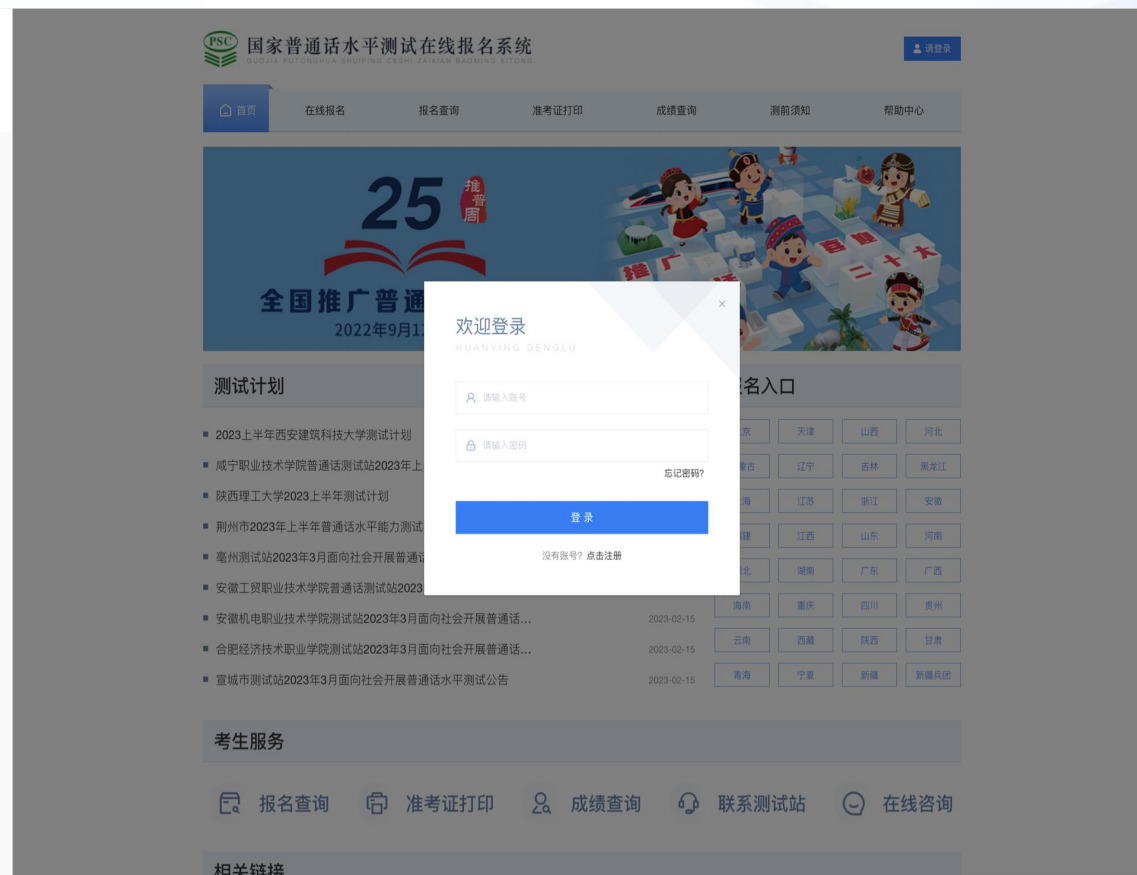 PSC 国家普通话水平测试在线报名系统
GUOJIA PUTONGHUA SHUIPING CESHI ZAIXIAN BAOMING XITONG
请登录
首页 在线报名 报名查询 准考证打印 成绩查询 测前须知 帮助中心
25 推普周
全国推广普通
2022年9月1
推广 喜迎二十大
欢迎登录
HUANYING DENGLU
请输入账号
请输入密码
忘记密码?
登录
没有账号? 点击注册
测试计划
2023上半年西安建筑科技大学测试计划
咸宁职业技术学院普通话测试站2023年上
陕西理工大学2023上半年测试计划
荆州市2023年上半年普通话水平能力测试
亳州测试站2023年3月面向社会开展普通话
安徽工贸职业技术学院普通话测试站2023
安徽机电职业技术学院测试站2023年3月面向社会开展普通话... 2023-02-15
合肥经济技术职业学院测试站2023年3月面向社会开展普通话... 2023-02-15
宣城市测试站2023年3月面向社会开展普通话水平测试公告 2023-02-15
名入口
京 天津 山西 河北
古 辽宁 吉林 黑龙江
海 江苏 浙江 安徽
建 江西 山东 河南
北 湖南 广东 广西
海南 重庆 四川 贵州
云南 西藏 陕西 甘肃
青海 宁夏 新疆 新疆兵团
考生服务
报名查询 准考证打印 成绩查询 联系测试站 在线咨询
相关链接